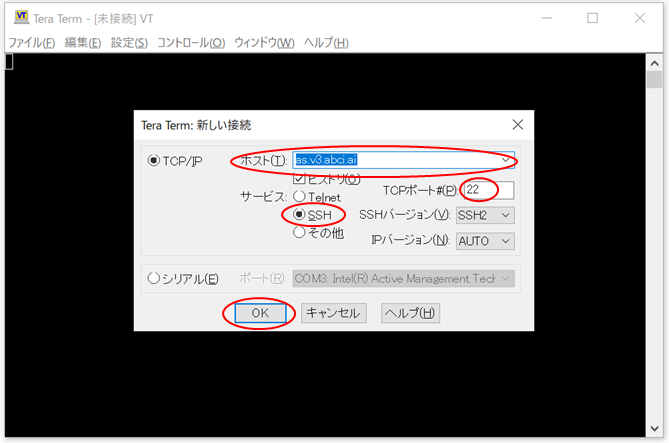 Tera Term - [未接続] VT
ファイル(F) 編集(E) 設定(S) コントロール(O) ウィンドウ(W) ヘルプ(H)
Tera Term: 新しい接続
TCP/IP ホスト(T): as.v3.abci.ai
ヒストリ(O)
サービス: Telnet TCPポート#(P): 22
SSH SSHバージョン(V): SSH2
その他 IPバージョン(N): AUTO
シリアル(E) ポート(R): COM3: Intel(R) Active Management Tech
OK キャンセル ヘルプ(H)